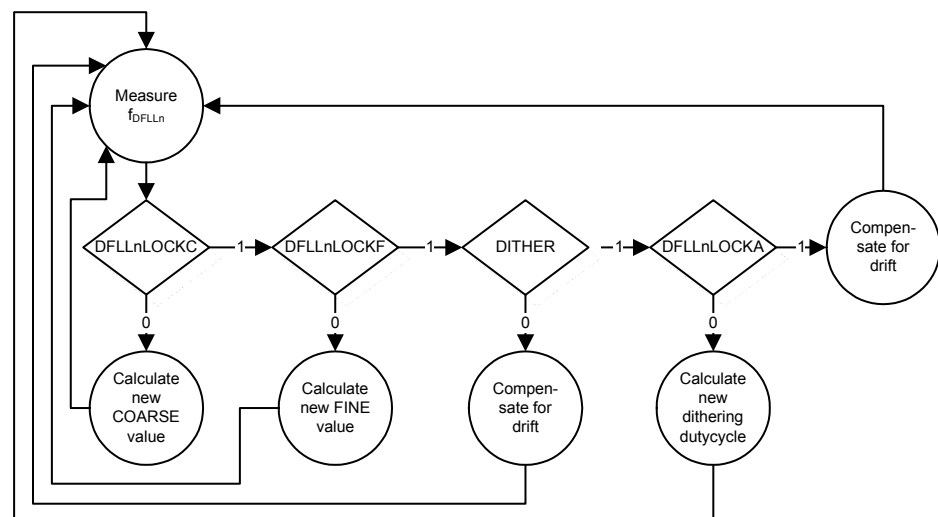 Measure
fDFLLn
DFLLnLOCKC
1
DFLLnLOCKF
1
DITHER
1
DFLLnLOCKA
1
Compen-
sate for
drift
0
0
0
0
Calculate
new
COARSE
value
Calculate
new FINE
value
Compen-
sate for
drift
Calculate
new
dithering
dutycycle